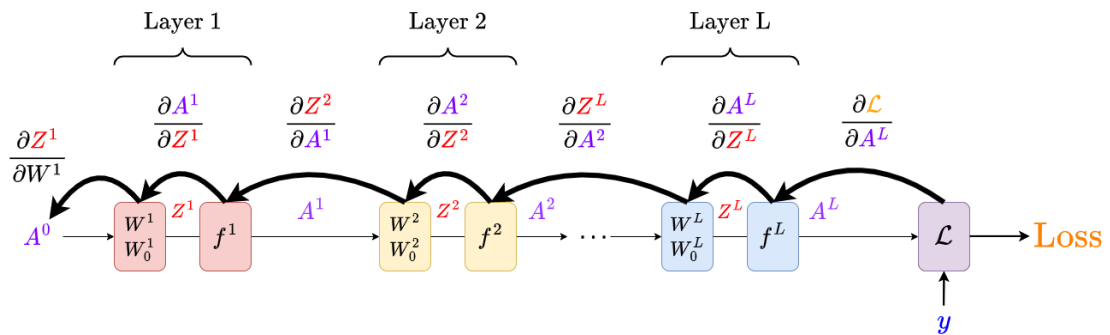 Layer 1 Layer 2 Layer L
∂Z¹/∂W¹ ∂A¹/∂Z¹ ∂Z²/∂A¹ ∂A²/∂Z² ∂Z^L/∂A² ∂A^L/∂Z^L ∂ℒ/∂A^L
A⁰ W¹ W₀¹ Z¹ f¹ A¹ W² W₀² Z² f² A² ··· W^L W₀^L Z^L f^L A^L ℒ Loss
y